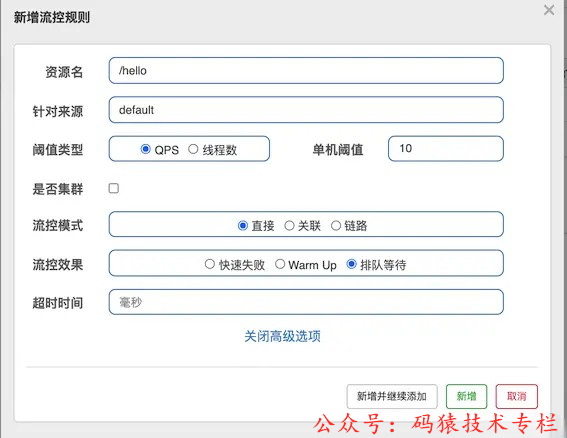 新增流控规则
资源名 /hello
针对来源 default
阈值类型 QPS 线程数 单机阈值 10
是否集群
流控模式 直接 关联 链路
流控效果 快速失败 Warm Up 排队等待
超时时间 毫秒
关闭高级选项
新增并继续添加 新增 取消
公众号：码猿技术专栏